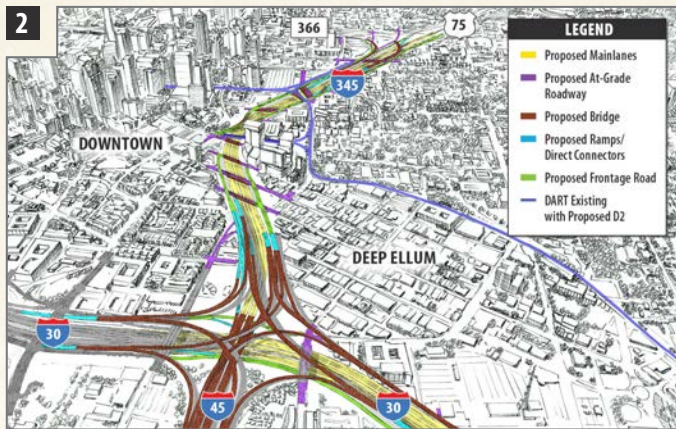 2
366
75
345
DOWNTOWN
DEEP ELLUM
30
45
30
LEGEND
Proposed Mainlanes
Proposed At-Grade
Roadway
Proposed Bridge
Proposed Ramps/
Direct Connectors
Proposed Frontage Road
DART Existing
with Proposed D2